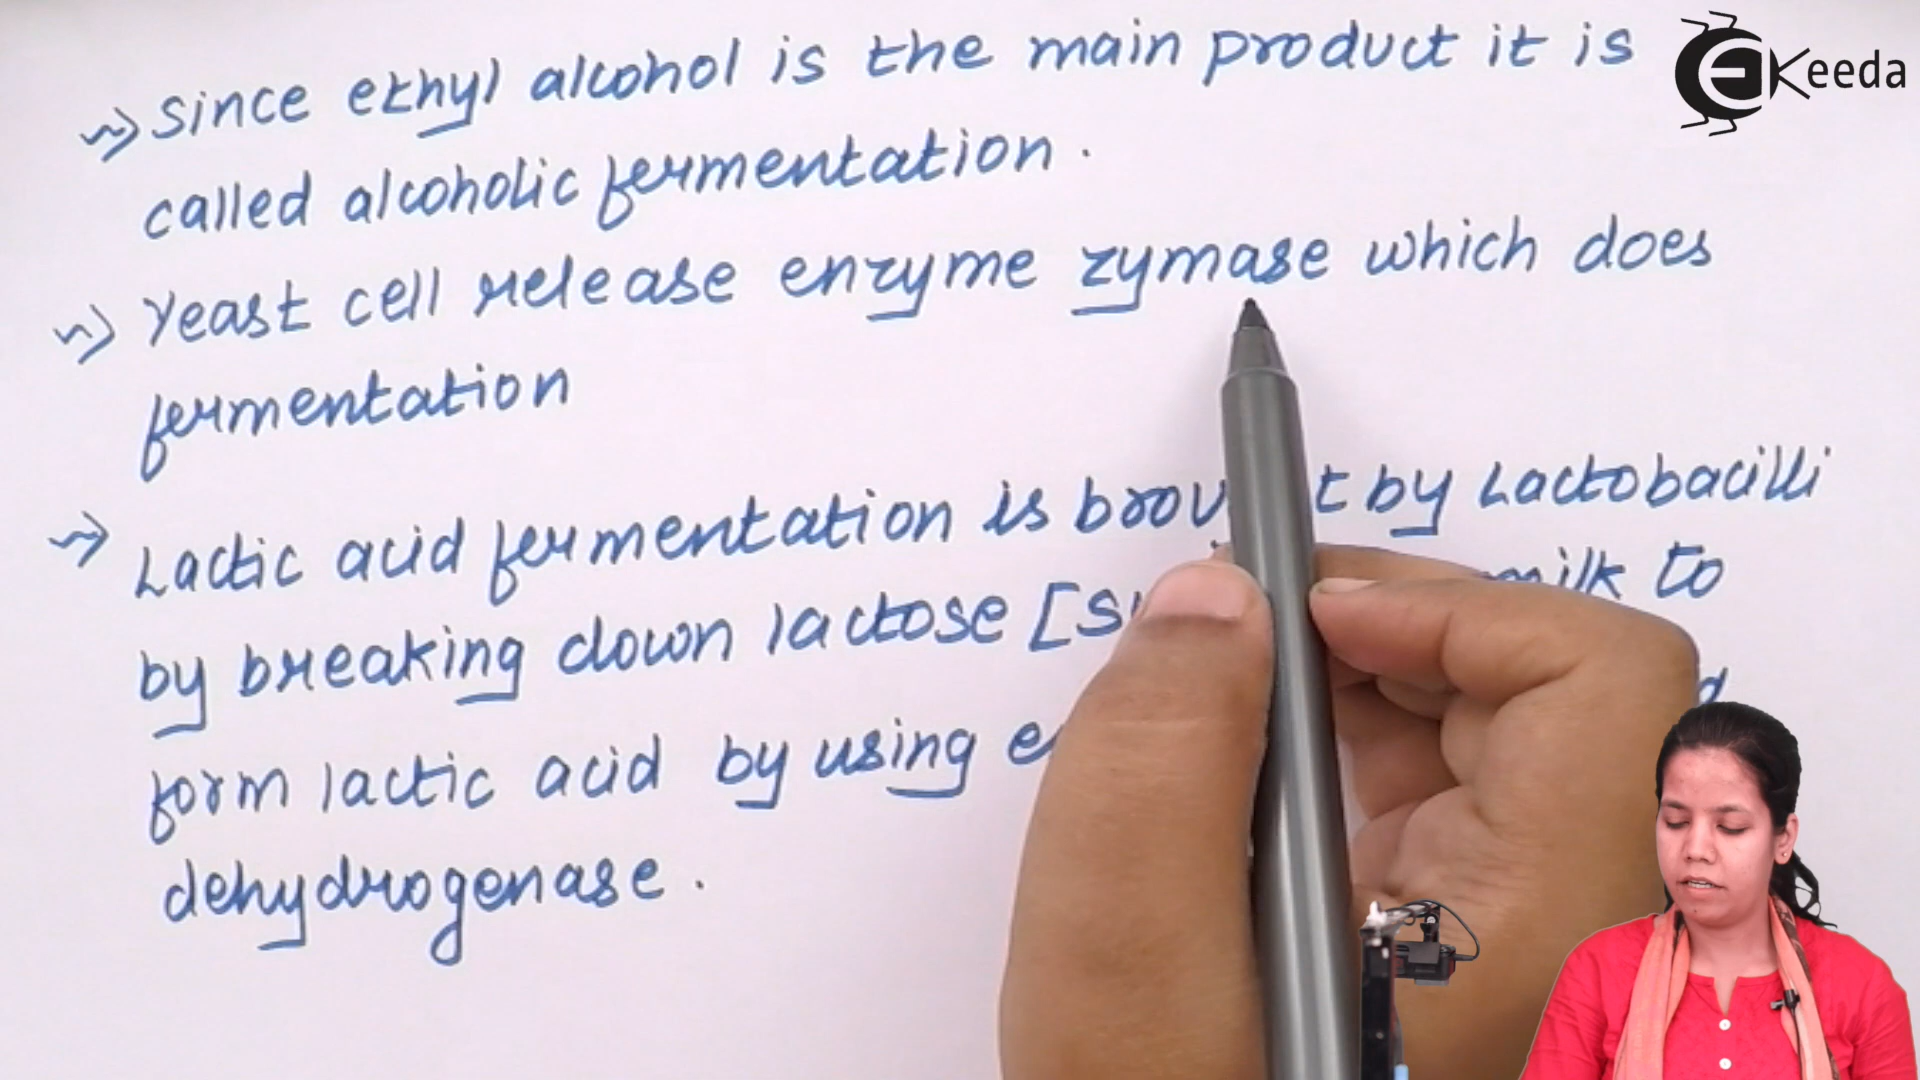 EKeeda
⇝ Since ethyl alcohol is the main product it is
called alcoholic fermentation.
⇝ Yeast cell release enzyme zymase which does
fermentation
⇝ Lactic acid fermentation is by Lactobacilli
by breaking down lactose [ milk to
form lactic acid by using
dehydrogenase.